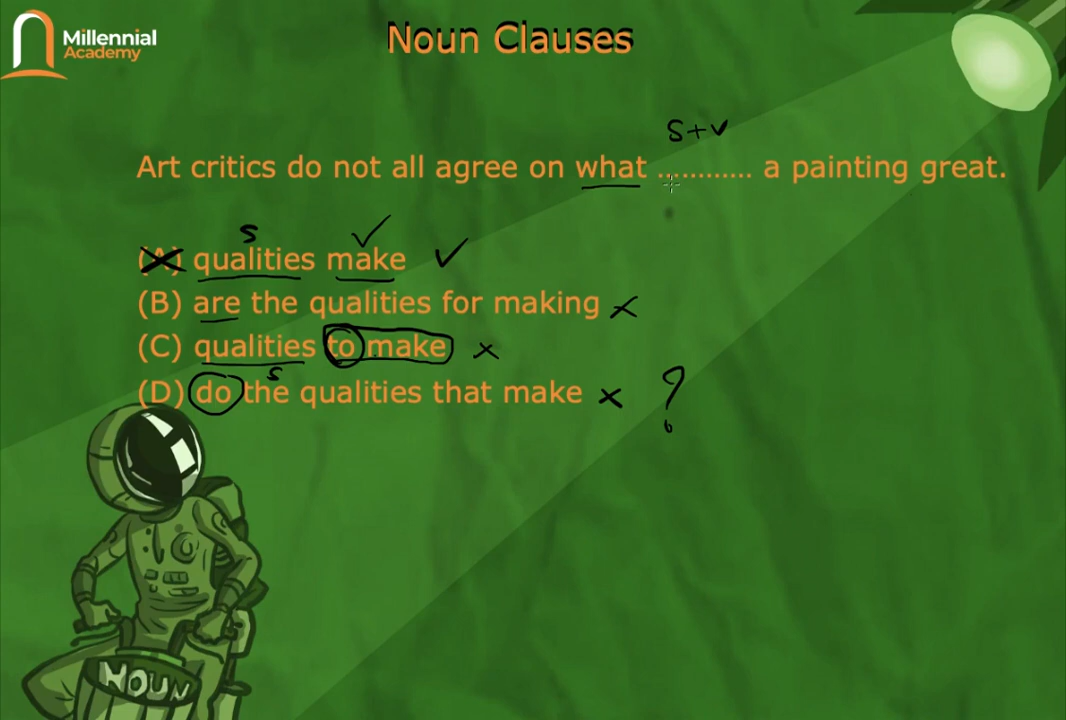 Millennial
Academy
Noun Clauses
S+V
Art critics do not all agree on what ............ a painting great.
S
(A) qualities make
(B) are the qualities for making
(C) qualities to make
S
(D) do the qualities that make
?
NOUN